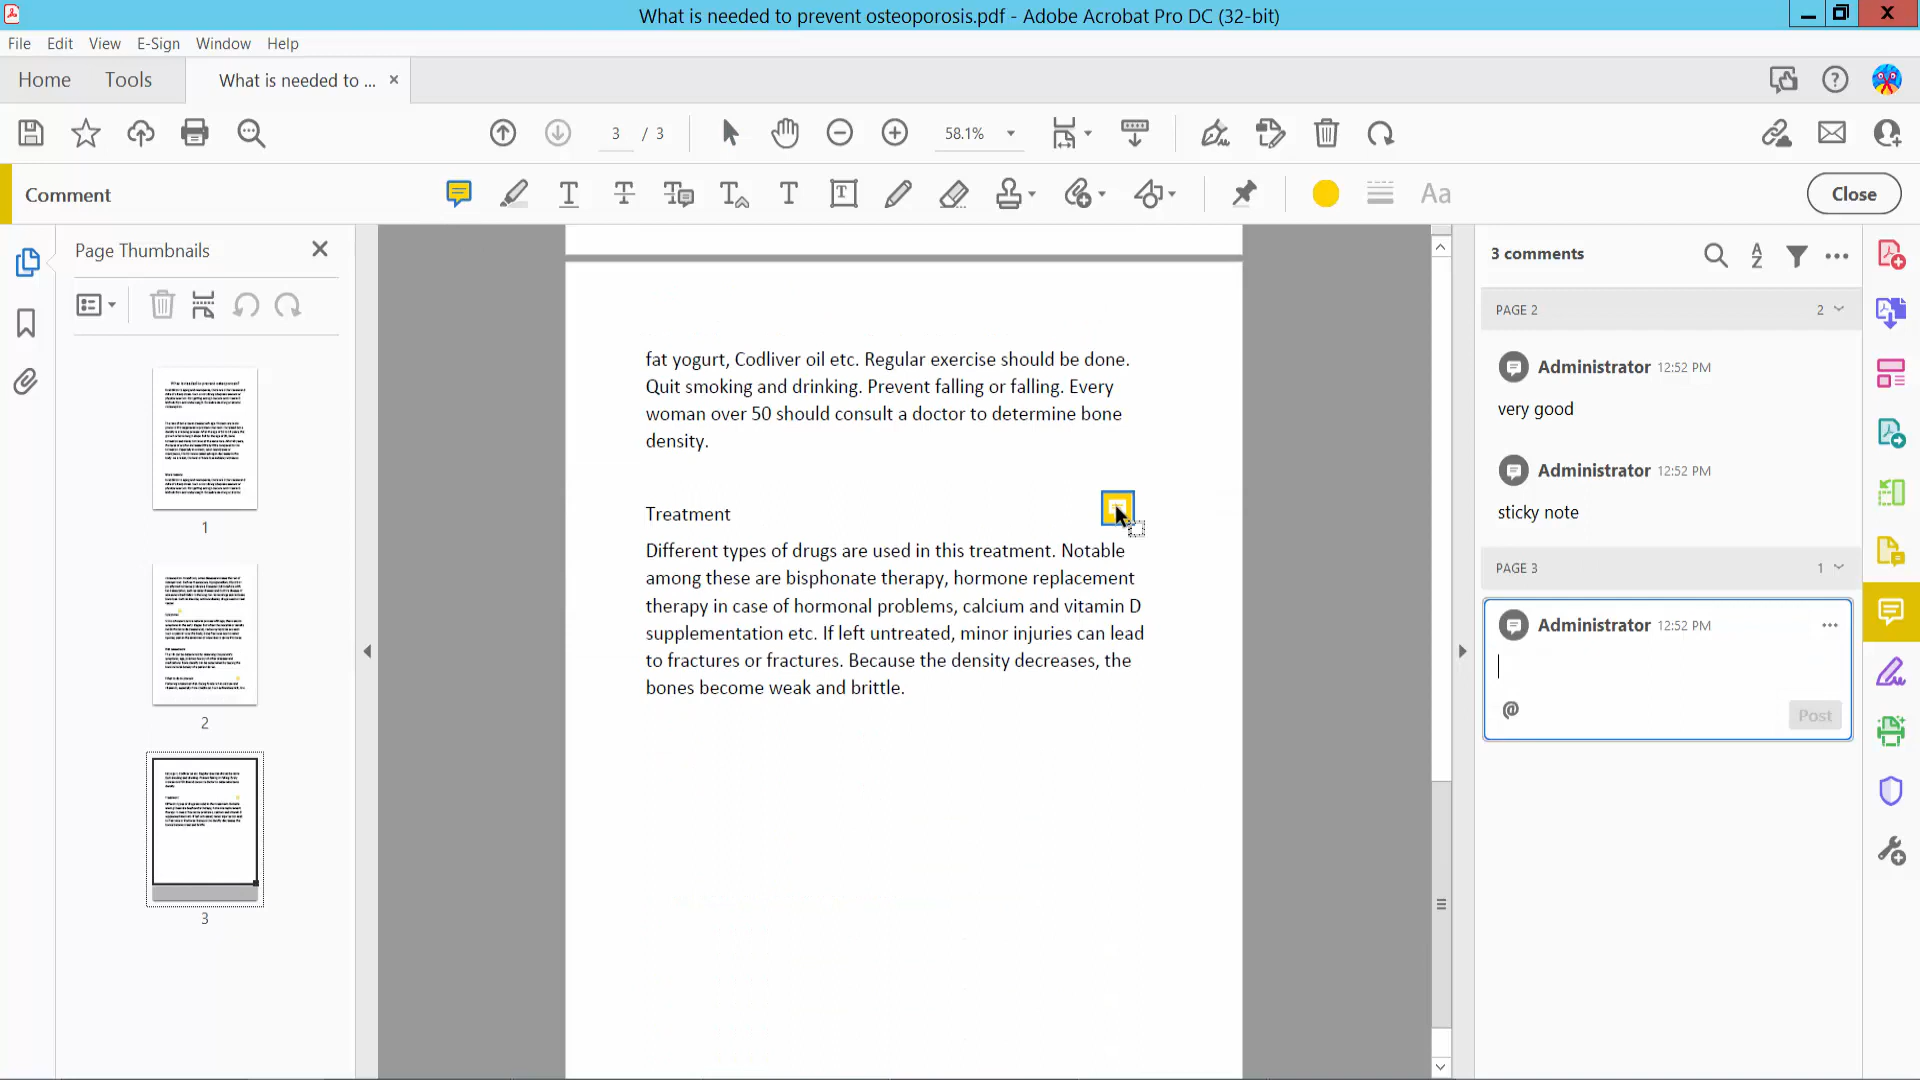 What is needed to prevent osteoporosis.pdf - Adobe Acrobat Pro DC (32-bit)
File Edit View E-Sign Window Help
Home Tools What is needed to ... ×
3 / 3 58.1%
Comment Close
Page Thumbnails
1
2
3
fat yogurt, Codliver oil etc. Regular exercise should be done.
Quit smoking and drinking. Prevent falling or falling. Every
woman over 50 should consult a doctor to determine bone
density.
Treatment
Different types of drugs are used in this treatment. Notable
among these are bisphonate therapy, hormone replacement
therapy in case of hormonal problems, calcium and vitamin D
supplementation etc. If left untreated, minor injuries can lead
to fractures or fractures. Because the density decreases, the
bones become weak and brittle.
3 comments
PAGE 2 2
Administrator 12:52 PM
very good
Administrator 12:52 PM
sticky note
PAGE 3 1
Administrator 12:52 PM
@ Post